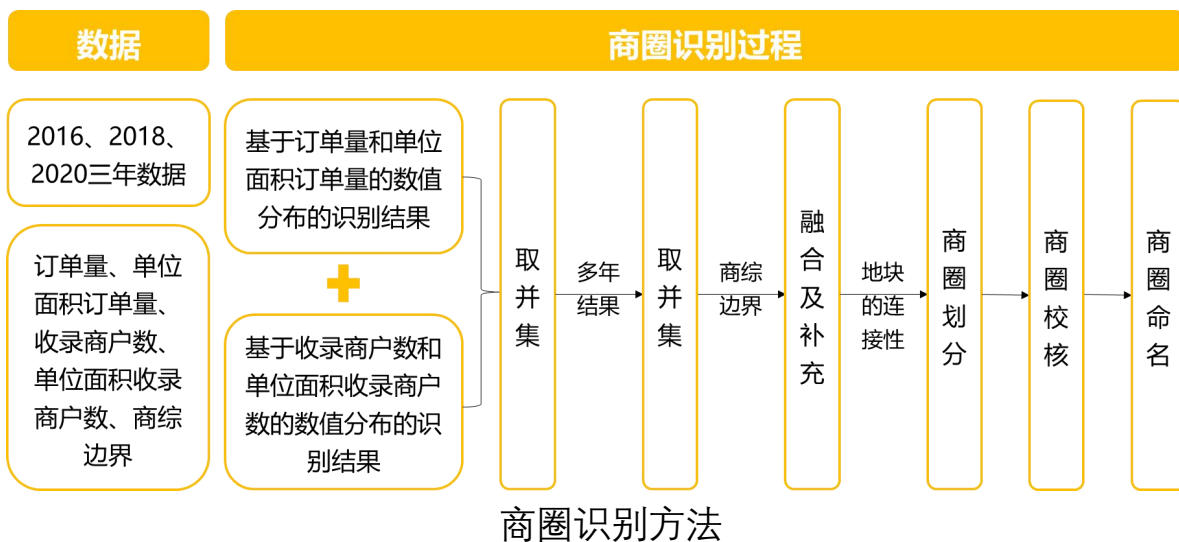 数据
商圈识别过程
2016、2018、
2020三年数据
订单量、单位
面积订单量、
收录商户数、
单位面积收录
商户数、商综
边界
基于订单量和单位
面积订单量的数值
分布的识别结果
基于收录商户数和
单位面积收录商户
数的数值分布的识
别结果
取并集
多年
结果
取并集
商综
边界
融合及补充
地块
的连
接性
商圈划分
商圈校核
商圈命名
商圈识别方法